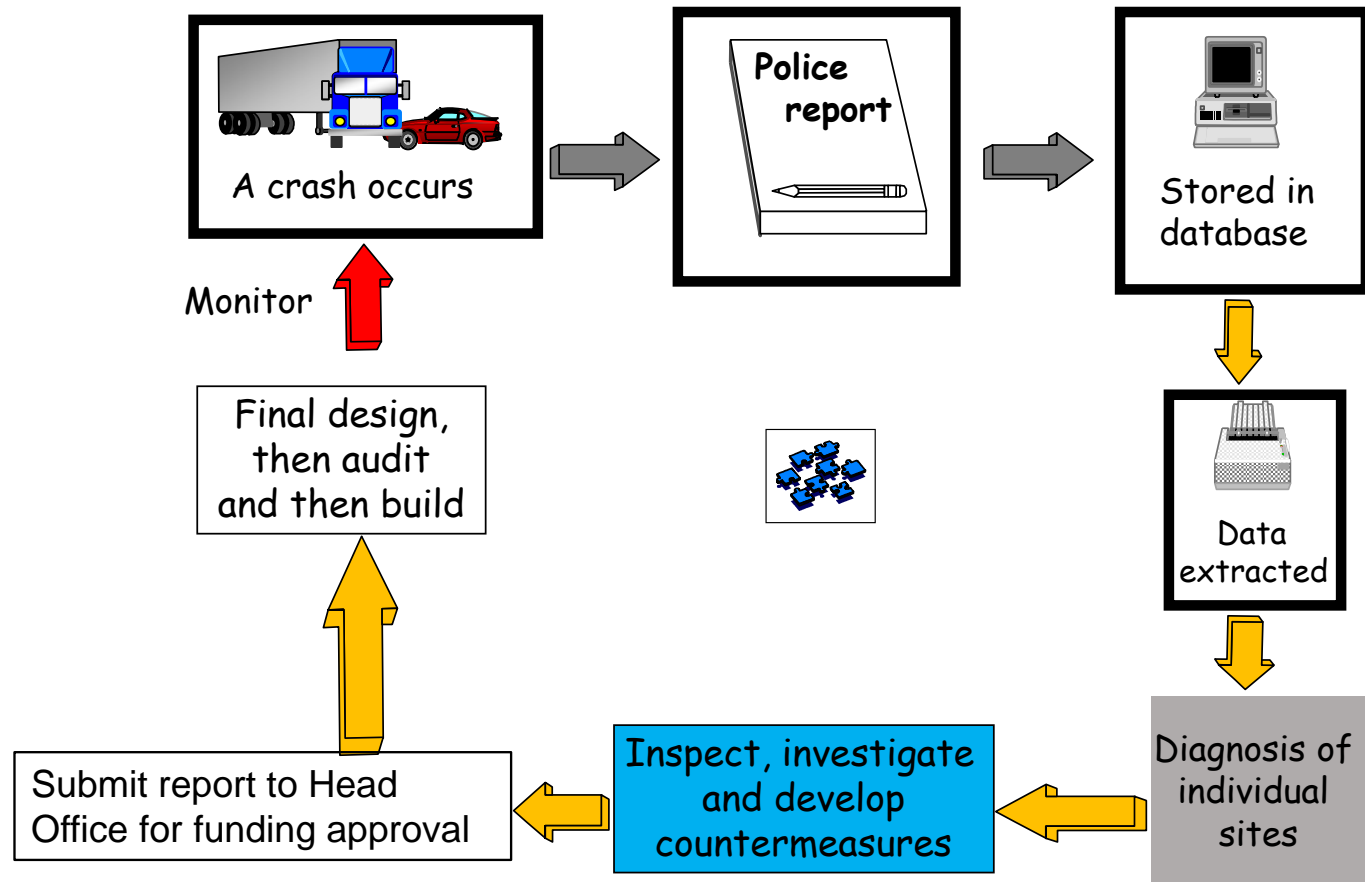 A crash occurs
Police
report
Stored in
database
Monitor
Final design,
then audit
and then build
Data
extracted
Diagnosis of
individual
sites
Inspect, investigate
and develop
countermeasures
Submit report to Head
Office for funding approval